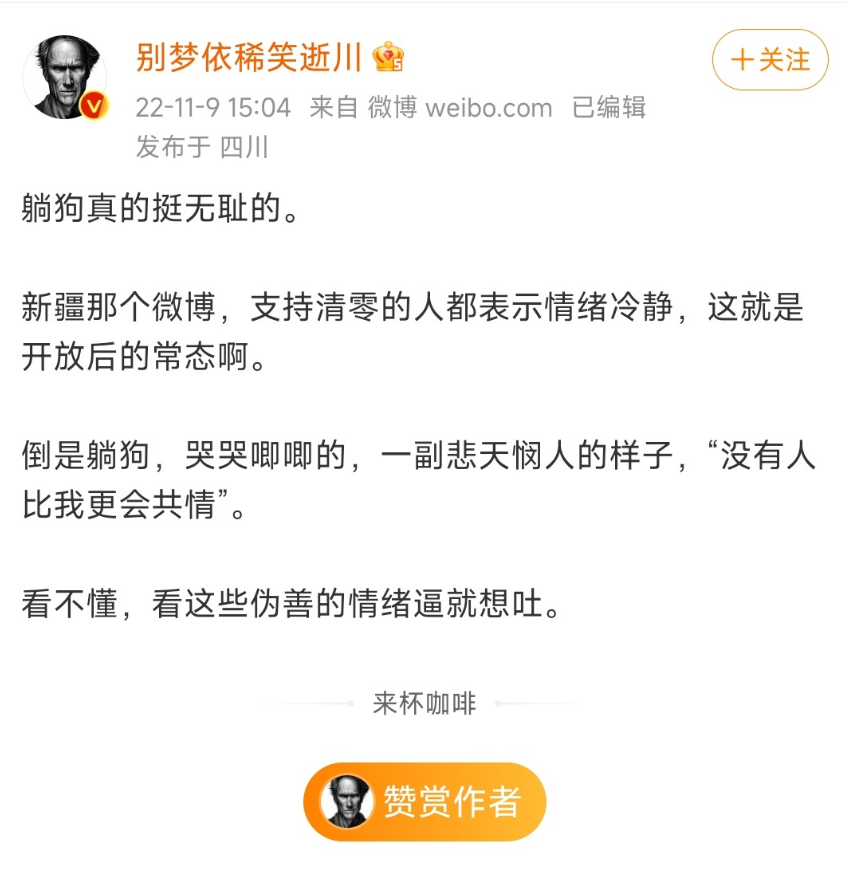 别梦依稀笑逝川
+关注
22-11-9 15:04 来自 微博 weibo.com 已编辑
发布于 四川
躺狗真的挺无耻的。
新疆那个微博，支持清零的人都表示情绪冷静，这就是
开放后的常态啊。
倒是躺狗，哭哭唧唧的，一副悲天悯人的样子，“没有人
比我更会共情”。
看不懂，看这些伪善的情绪逼就想吐。
来杯咖啡
赞赏作者